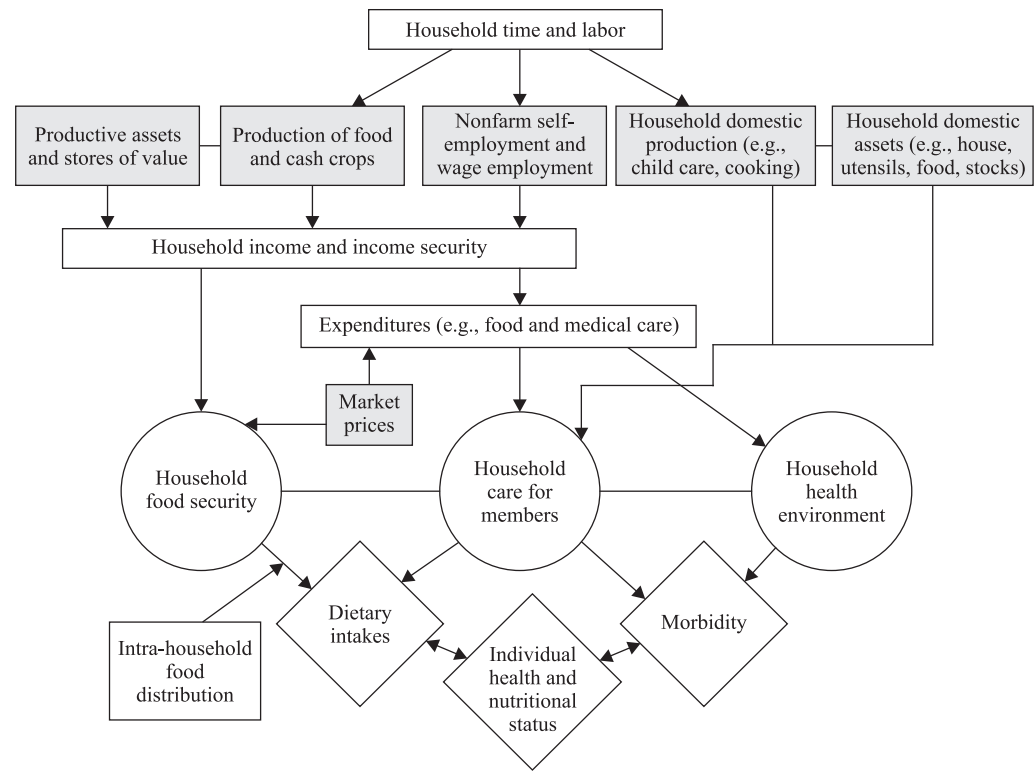 Household time and labor
Productive assets
and stores of value
Production of food
and cash crops
Nonfarm self-
employment and
wage employment
Household domestic
production (e.g.,
child care, cooking)
Household domestic
assets (e.g., house,
utensils, food, stocks)
Household income and income security
Expenditures (e.g., food and medical care)
Market
prices
Household
food security
Household
care for
members
Household
health
environment
Dietary
intakes
Morbidity
Intra-household
food
distribution
Individual
health and
nutritional
status